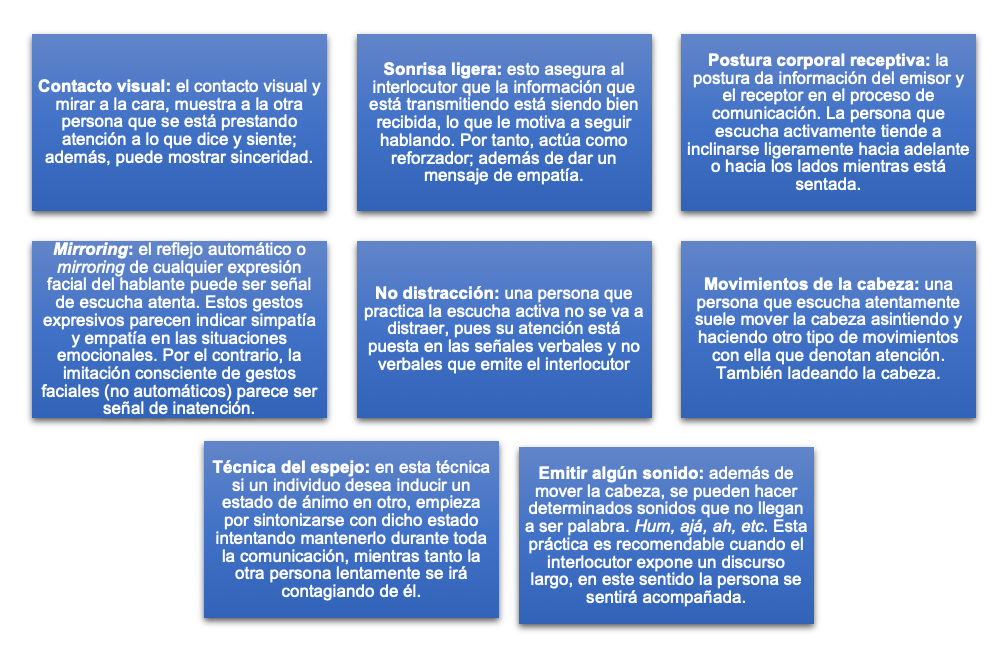 Contacto visual: el contacto visual y
mirar a la cara, muestra a la otra
persona que se está prestando
atención a lo que dice y siente;
además, puede mostrar sinceridad.
Sonrisa ligera: esto asegura al
interlocutor que la información que
está transmitiendo está siendo bien
recibida, lo que le motiva a seguir
hablando. Por tanto, actúa como
reforzador; además de dar un
mensaje de empatía.
Postura corporal receptiva: la
postura da información del emisor y
el receptor en el proceso de
comunicación. La persona que
escucha activamente tiende a
inclinarse ligeramente hacia adelante
o hacia los lados mientras está
sentada.
Mirroring: el reflejo automático o
mirroring de cualquier expresión
facial del hablante puede ser señal
de escucha atenta. Estos gestos
expresivos parecen indicar simpatía
y empatía en las situaciones
emocionales. Por el contrario, la
imitación consciente de gestos
faciales (no automáticos) parece ser
señal de inatención.
No distracción: una persona que
practica la escucha activa no se va a
distraer, pues su atención está
puesta en las señales verbales y no
verbales que emite el interlocutor
Movimientos de la cabeza: una
persona que escucha atentamente
suele mover la cabeza asintiendo y
haciendo otro tipo de movimientos
con ella que denotan atención.
También ladeando la cabeza.
Técnica del espejo: en esta técnica
si un individuo desea inducir un
estado de ánimo en otro, empieza
por sintonizarse con dicho estado
intentando mantenerlo durante toda
la comunicación, mientras tanto la
otra persona lentamente se irá
contagiando de él.
Emitir algún sonido: además de
mover la cabeza, se pueden hacer
determinados sonidos que no llegan
a ser palabra. Hum, ajá, ah, etc. Esta
práctica es recomendable cuando el
interlocutor expone un discurso
largo, en este sentido la persona se
sentirá acompañada.